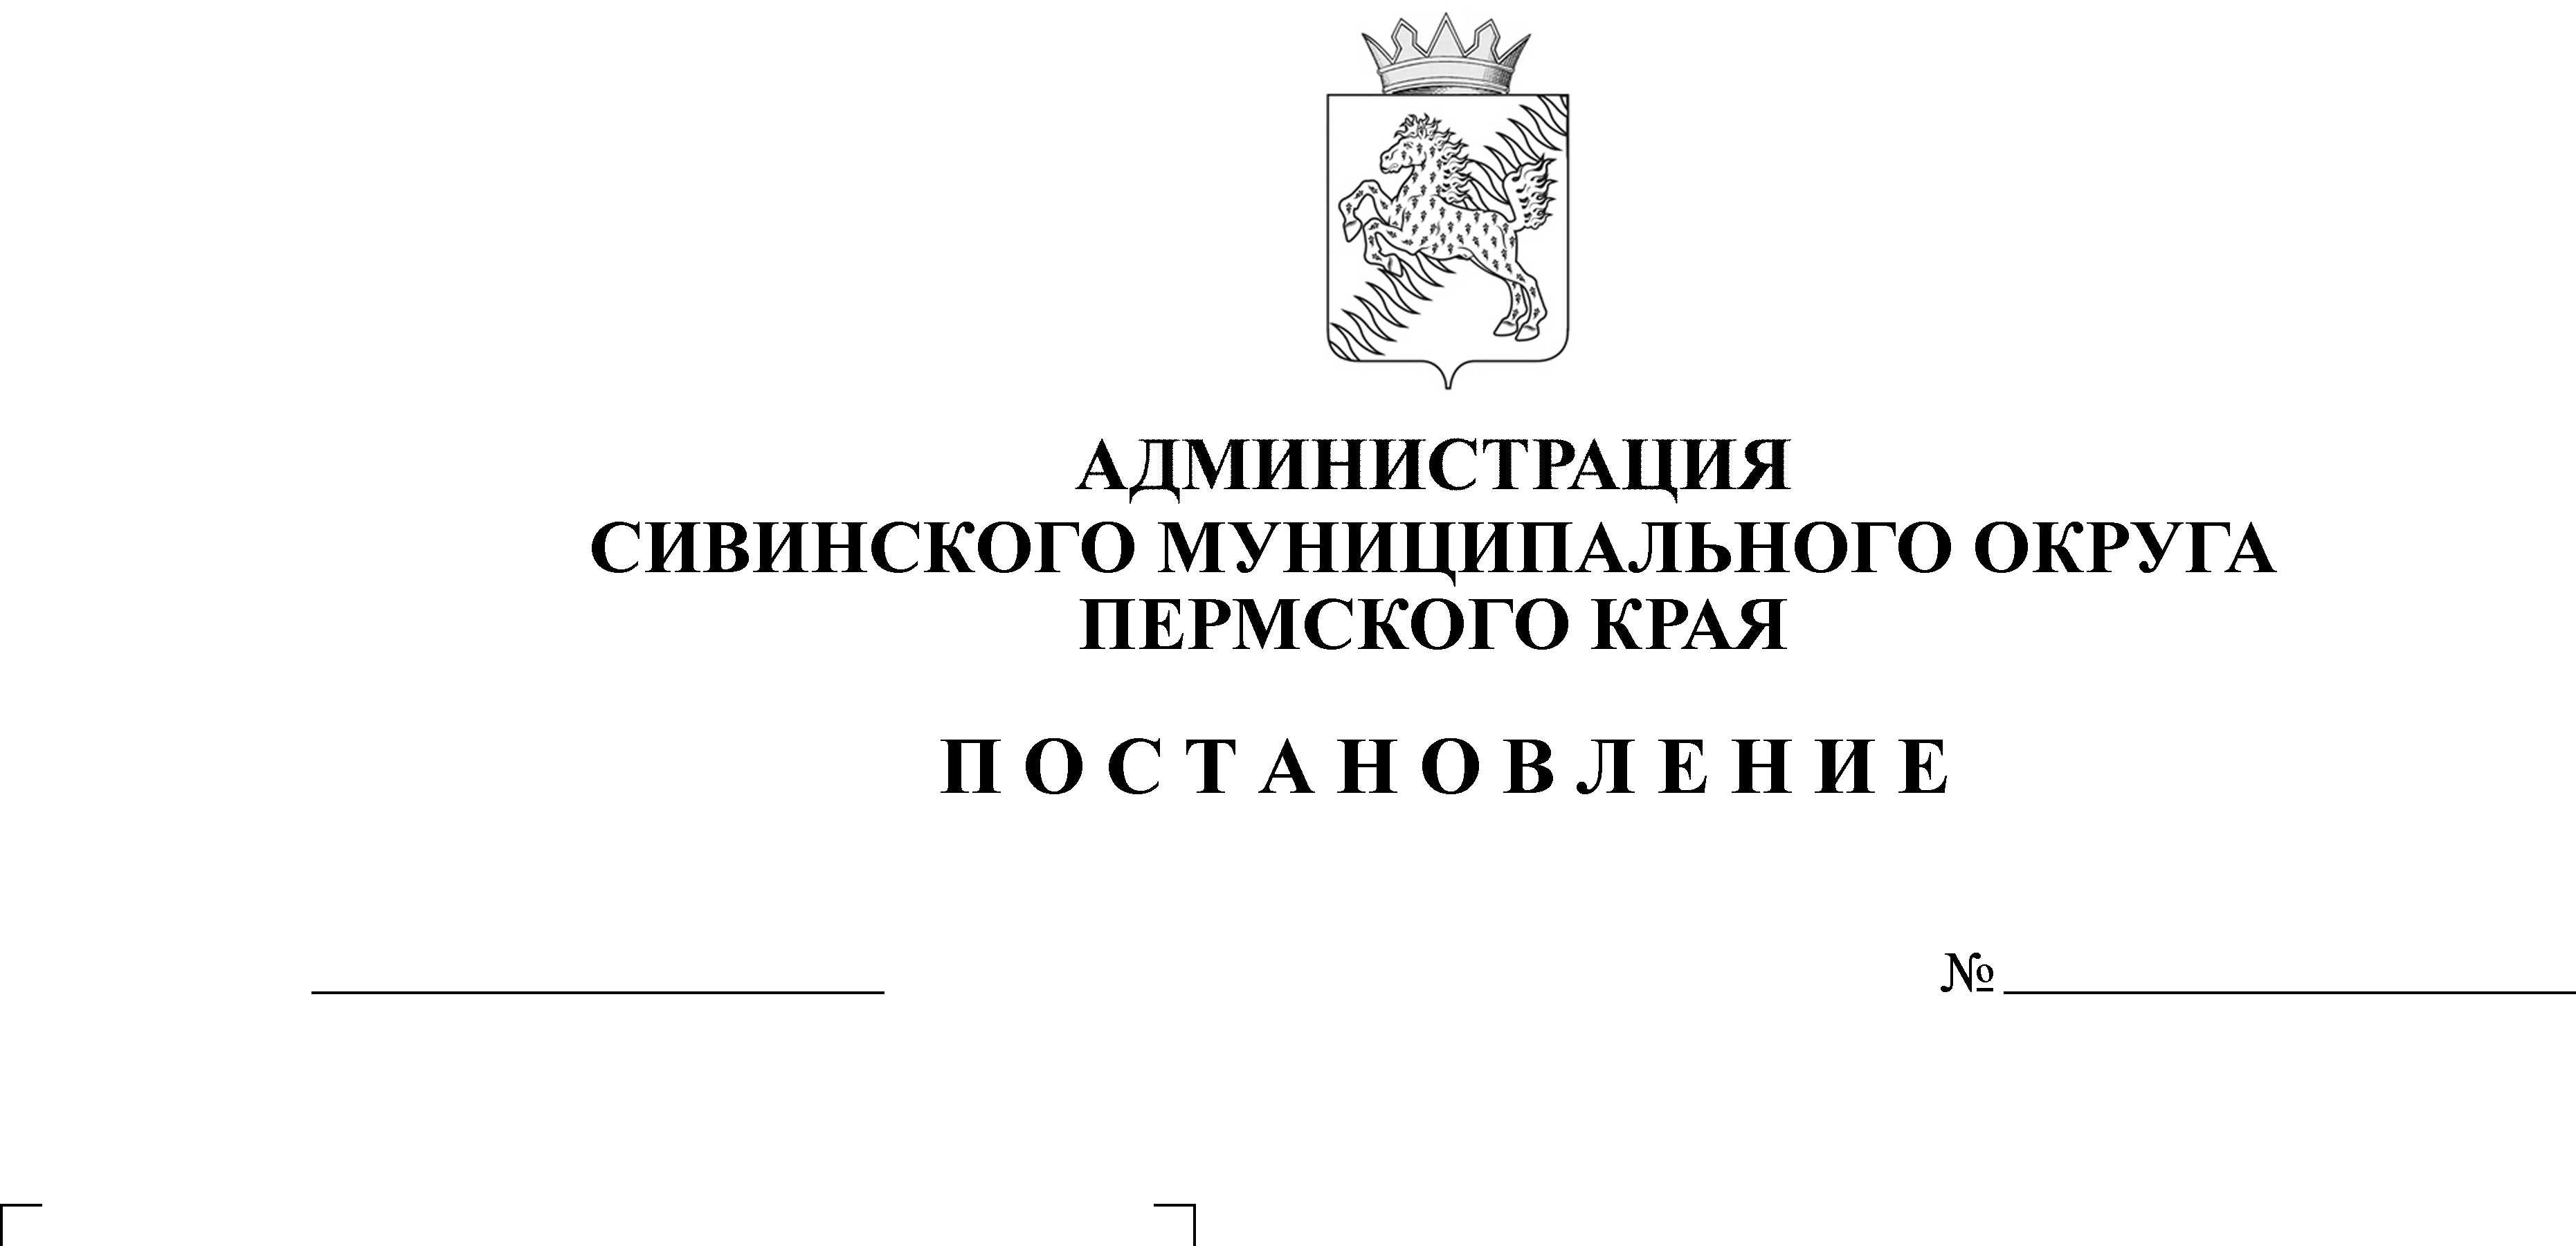 АДМИНИСТРАЦИЯ
СИВИНСКОГО МУНИЦИПАЛЬНОГО ОКРУГА
ПЕРМСКОГО КРАЯ
П О С Т А Н О В Л Е Н И Е
№